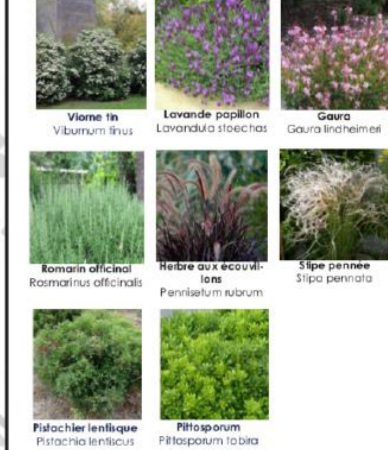 Viorne tin
Viburnum tinus
Lavande papillon
Lavandula stoechas
Gaura
Gaura lindheimeri
Romarin officinal
Rosmarinus officinalis
Herbre aux écouvil-
lons
Pennisetum rubrum
Stipe pennée
Stipa pennata
Pistachier lentisque
Pistachia lentiscus
Pittosporum
Pittosporum tobira